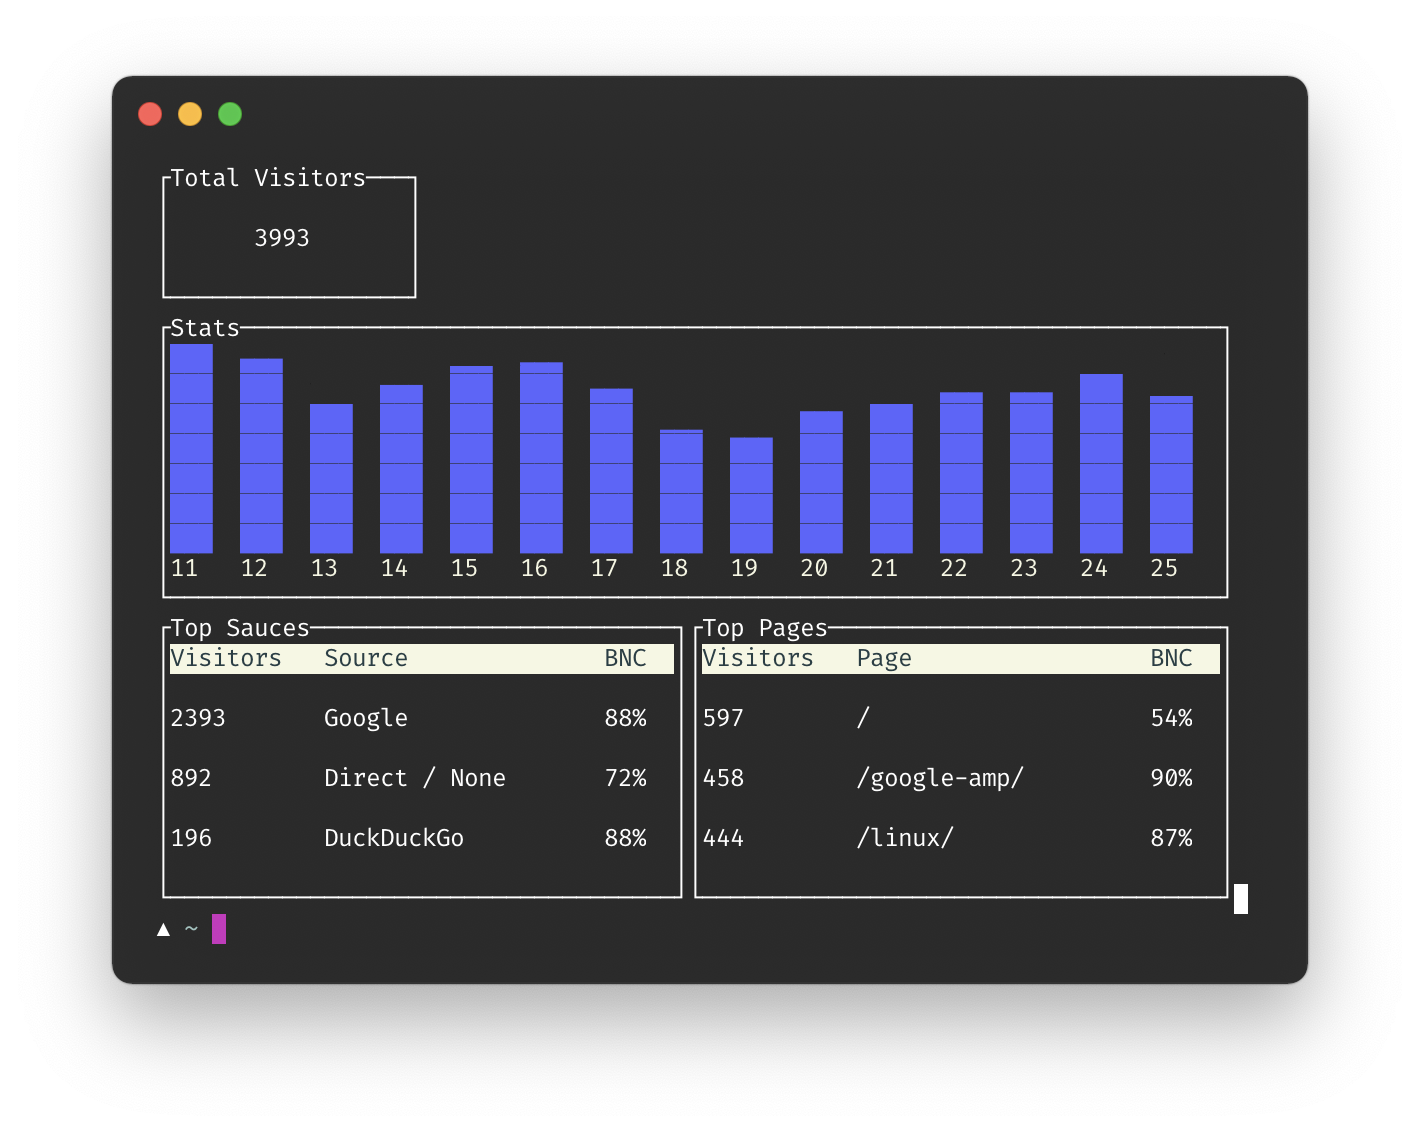 Total Visitors
3993
Stats
11 12 13 14 15 16 17 18 19 20 21 22 23 24 25
Top Sauces
Visitors Source BNC
2393 Google 88%
892 Direct / None 72%
196 DuckDuckGo 88%
Top Pages
Visitors Page BNC
597 / 54%
458 /google-amp/ 90%
444 /linux/ 87%
▲ ~